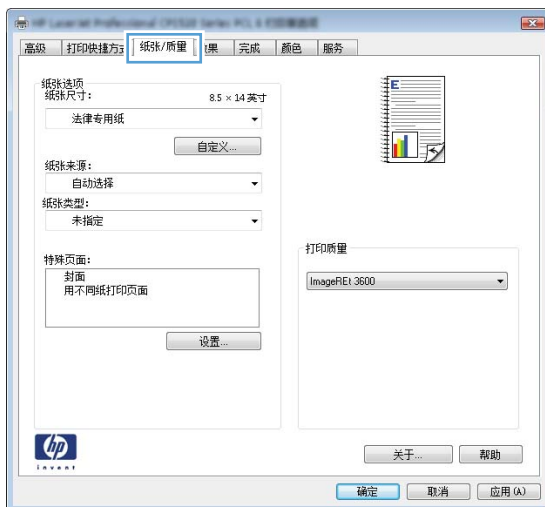 高级 打印快捷方式 纸张/质量 果 完成 颜色 服务
纸张选项
纸张尺寸： 8.5 × 14 英寸
法律专用纸
自定义...
纸张来源：
自动选择
纸张类型：
未指定
特殊页面：
封面
用不同纸打印页面
设置...
E
打印质量
ImageREt 3600
hp
invent
关于... 帮助
确定 取消 应用 (A)